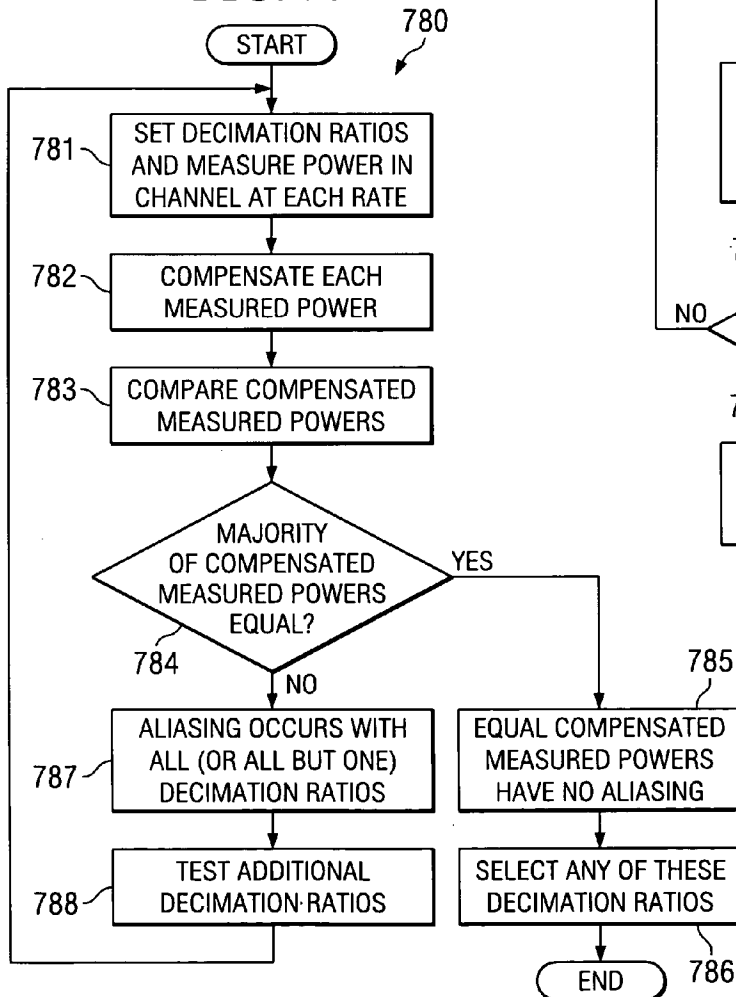 780
START
781
SET DECIMATION RATIOS
AND MEASURE POWER IN
CHANNEL AT EACH RATE
782
COMPENSATE EACH
MEASURED POWER
783
COMPARE COMPENSATED
MEASURED POWERS
NO
MAJORITY
OF COMPENSATED
MEASURED POWERS
EQUAL?
YES
784
NO
785
787
ALIASING OCCURS WITH
ALL (OR ALL BUT ONE)
DECIMATION RATIOS
EQUAL COMPENSATED
MEASURED POWERS
HAVE NO ALIASING
788
TEST ADDITIONAL
DECIMATION RATIOS
SELECT ANY OF THESE
DECIMATION RATIOS
786
END